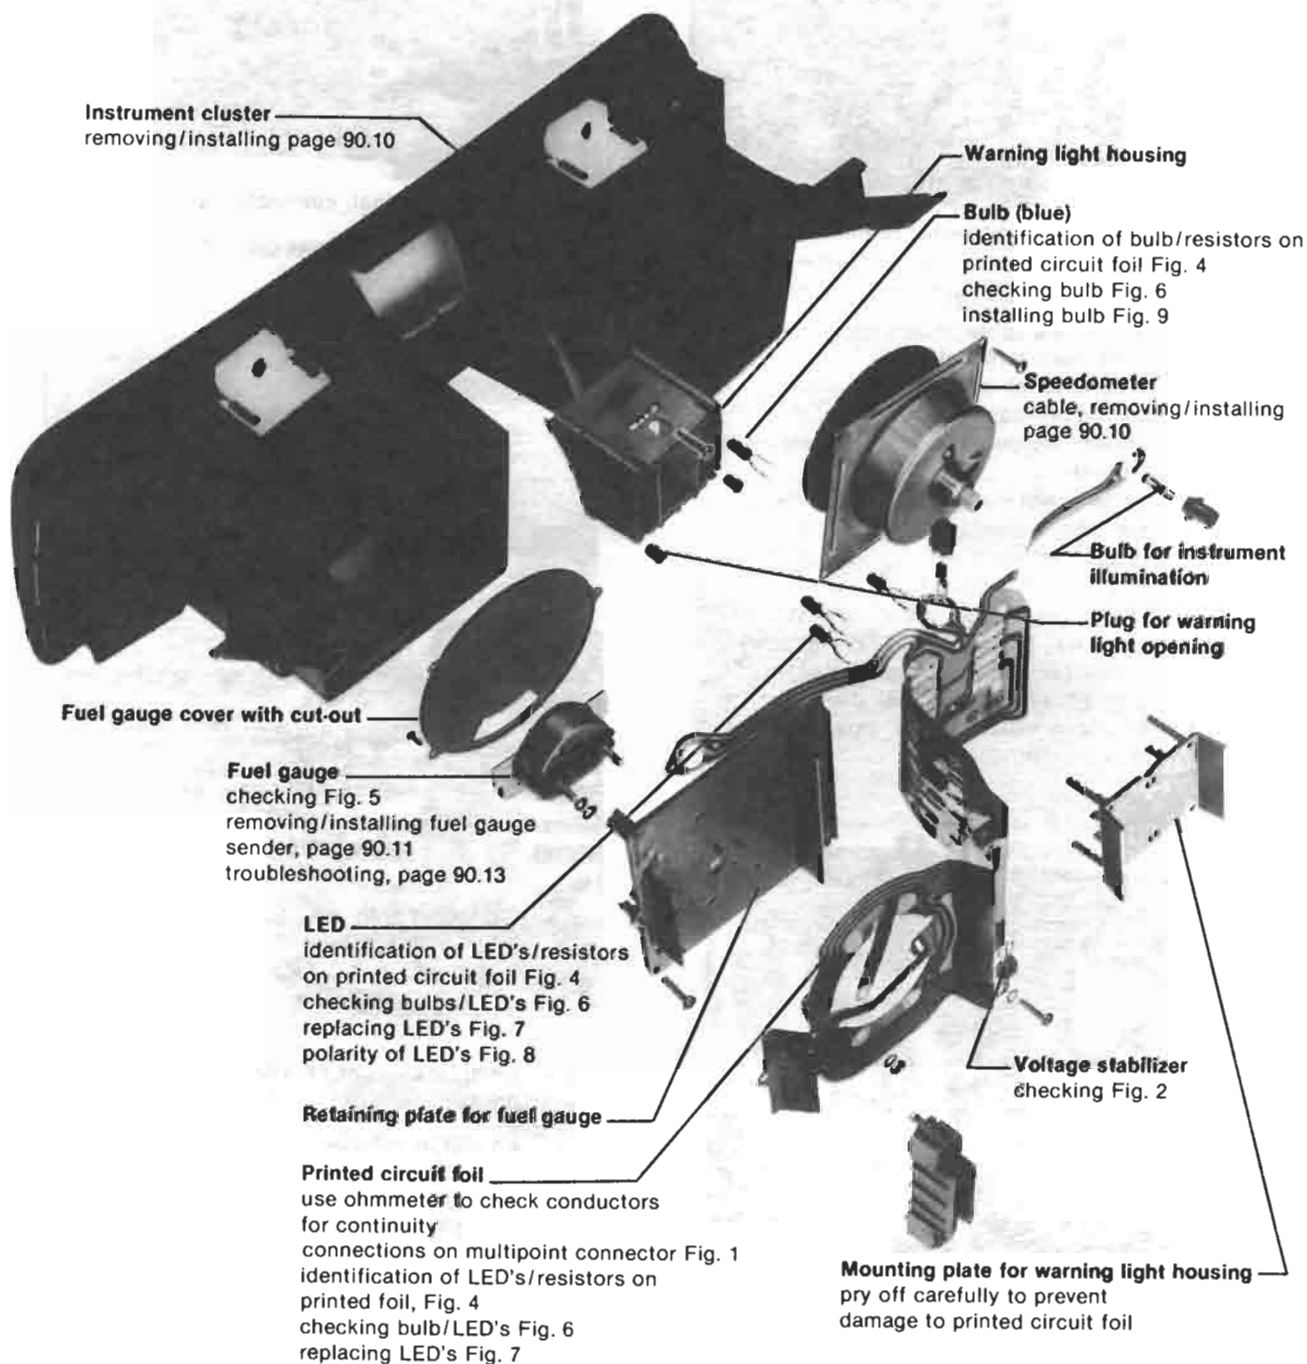 Instrument cluster
removing/installing page 90.10
Warning light housing
Bulb (blue)
identification of bulb/resistors on
printed circuit foil Fig. 4
checking bulb Fig. 6
installing bulb Fig. 9
Speedometer
cable, removing/installing
page 90.10
Bulb for instrument
illumination
Plug for warning
light opening
Fuel gauge cover with cut-out
Fuel gauge
checking Fig. 5
removing/installing fuel gauge
sender, page 90.11
troubleshooting, page 90.13
LED
identification of LED's/resistors
on printed circuit foil Fig. 4
checking bulbs/LED's Fig. 6
replacing LED's Fig. 7
polarity of LED's Fig. 8
Voltage stabilizer
checking Fig. 2
Retaining plate for fuel gauge
Printed circuit foil
use ohmmeter to check conductors
for continuity
connections on multipoint connector Fig. 1
identification of LED's/resistors on
printed foil, Fig. 4
checking bulb/LED's Fig. 6
replacing LED's Fig. 7
Mounting plate for warning light housing
pry off carefully to prevent
damage to printed circuit foil